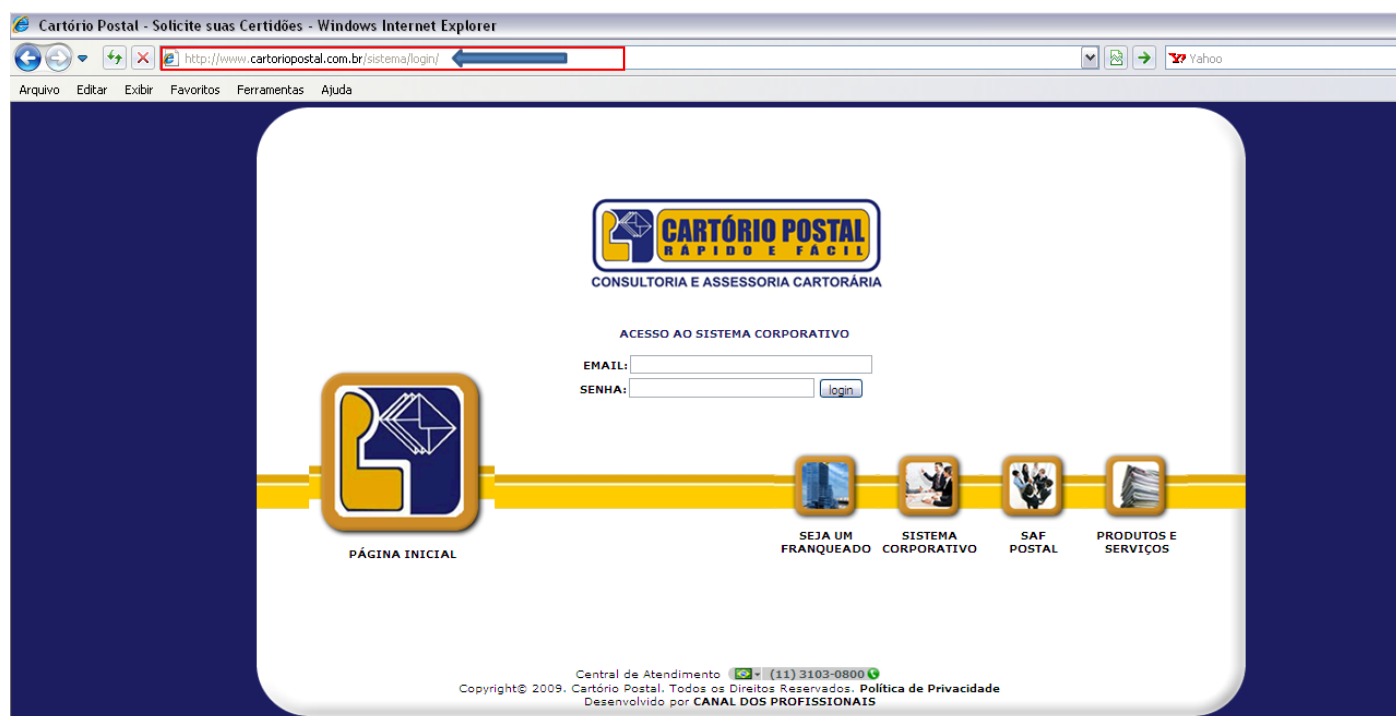 Cartório Postal - Solicite suas Certidões - Windows Internet Explorer
http://www.cartoriopostal.com.br/sistema/login/
Yahoo
Arquivo Editar Exibir Favoritos Ferramentas Ajuda
CARTÓRIO POSTAL
RÁPIDO E FÁCIL
CONSULTORIA E ASSESSORIA CARTORÁRIA
ACESSO AO SISTEMA CORPORATIVO
EMAIL:
SENHA: login
PÁGINA INICIAL
SEJA UM
FRANQUEADO
SISTEMA
CORPORATIVO
SAF
POSTAL
PRODUTOS E
SERVIÇOS
Central de Atendimento (11) 3103-0800
Copyright© 2009. Cartório Postal. Todos os Direitos Reservados. Política de Privacidade
Desenvolvido por CANAL DOS PROFISSIONAIS